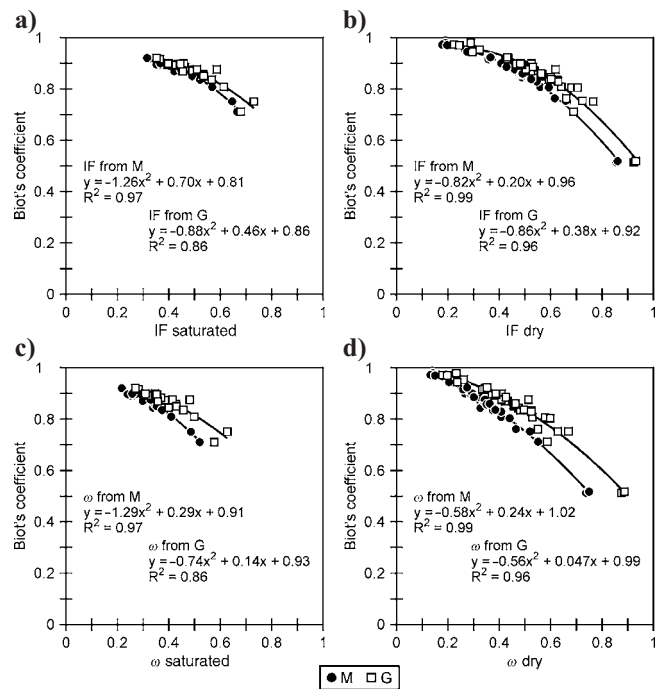 a)
b)
1
0.8
0.6
0.4
0.2
0
Biot's coefficient
IF from M
y = –1.26x² + 0.70x + 0.81
R² = 0.97
IF from G
y = –0.88x² + 0.46x + 0.86
R² = 0.86
0 0.2 0.4 0.6 0.8 1
IF saturated
1
0.8
0.6
0.4
0.2
0
Biot's coefficient
IF from M
y = –0.82x² + 0.20x + 0.96
R² = 0.99
IF from G
y = –0.86x² + 0.38x + 0.92
R² = 0.96
0 0.2 0.4 0.6 0.8 1
IF dry
c)
d)
1
0.8
0.6
0.4
0.2
0
Biot's coefficient
ω from M
y = –1.29x² + 0.29x + 0.91
R² = 0.97
ω from G
y = –0.74x² + 0.14x + 0.93
R² = 0.86
0 0.2 0.4 0.6 0.8 1
ω saturated
1
0.8
0.6
0.4
0.2
0
Biot's coefficient
ω from M
y = –0.58x² + 0.24x + 1.02
R² = 0.99
ω from G
y = –0.56x² + 0.047x + 0.99
R² = 0.96
0 0.2 0.4 0.6 0.8 1
ω dry
M G